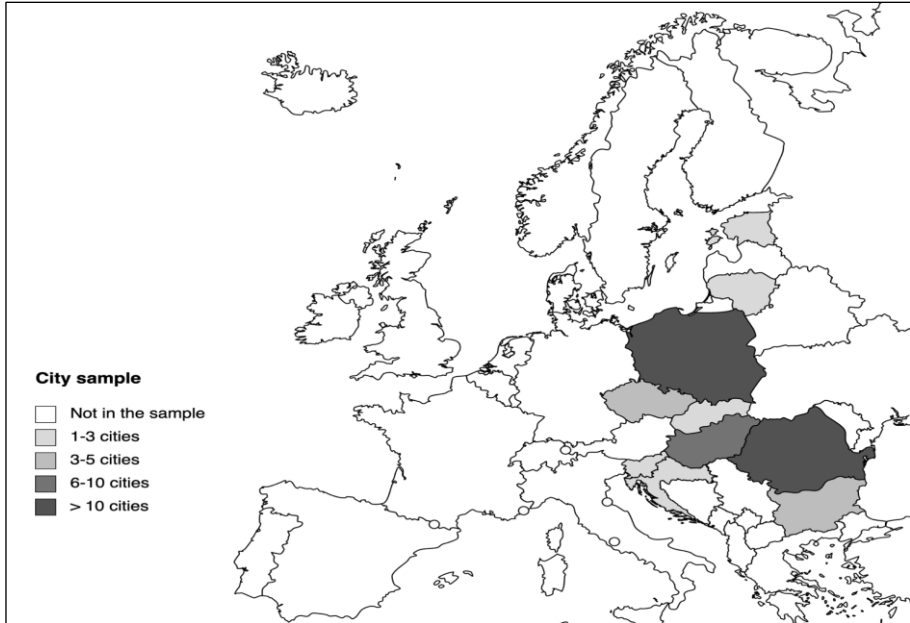 City sample
Not in the sample
1-3 cities
3-5 cities
6-10 cities
> 10 cities